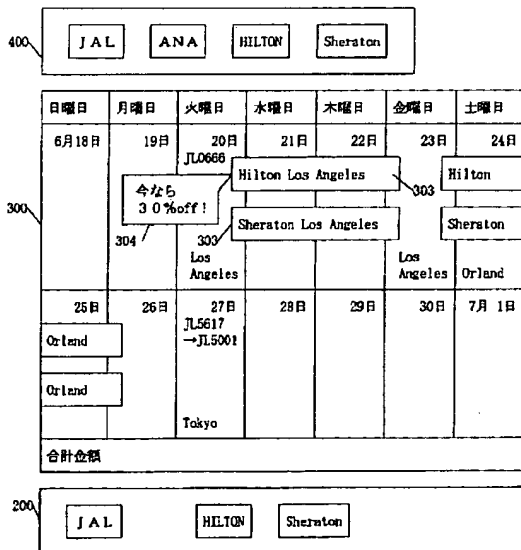 400
JAL ANA HILTON Sheraton
日曜日 月曜日 火曜日 水曜日 木曜日 金曜日 土曜日
6月18日 19日 20日 21日 22日 23日 24日
JL0666
Hilton Los Angeles
Hilton
今なら
30%off!
303
300
304
303
Sheraton Los Angeles
Sheraton
Los
Angeles
Los
Angeles
Orland
25日 26日 27日 28日 29日 30日 7月 1日
JL5617
→JL5001
Orland
Orland
Tokyo
合計金額
200
JAL HILTON Sheraton